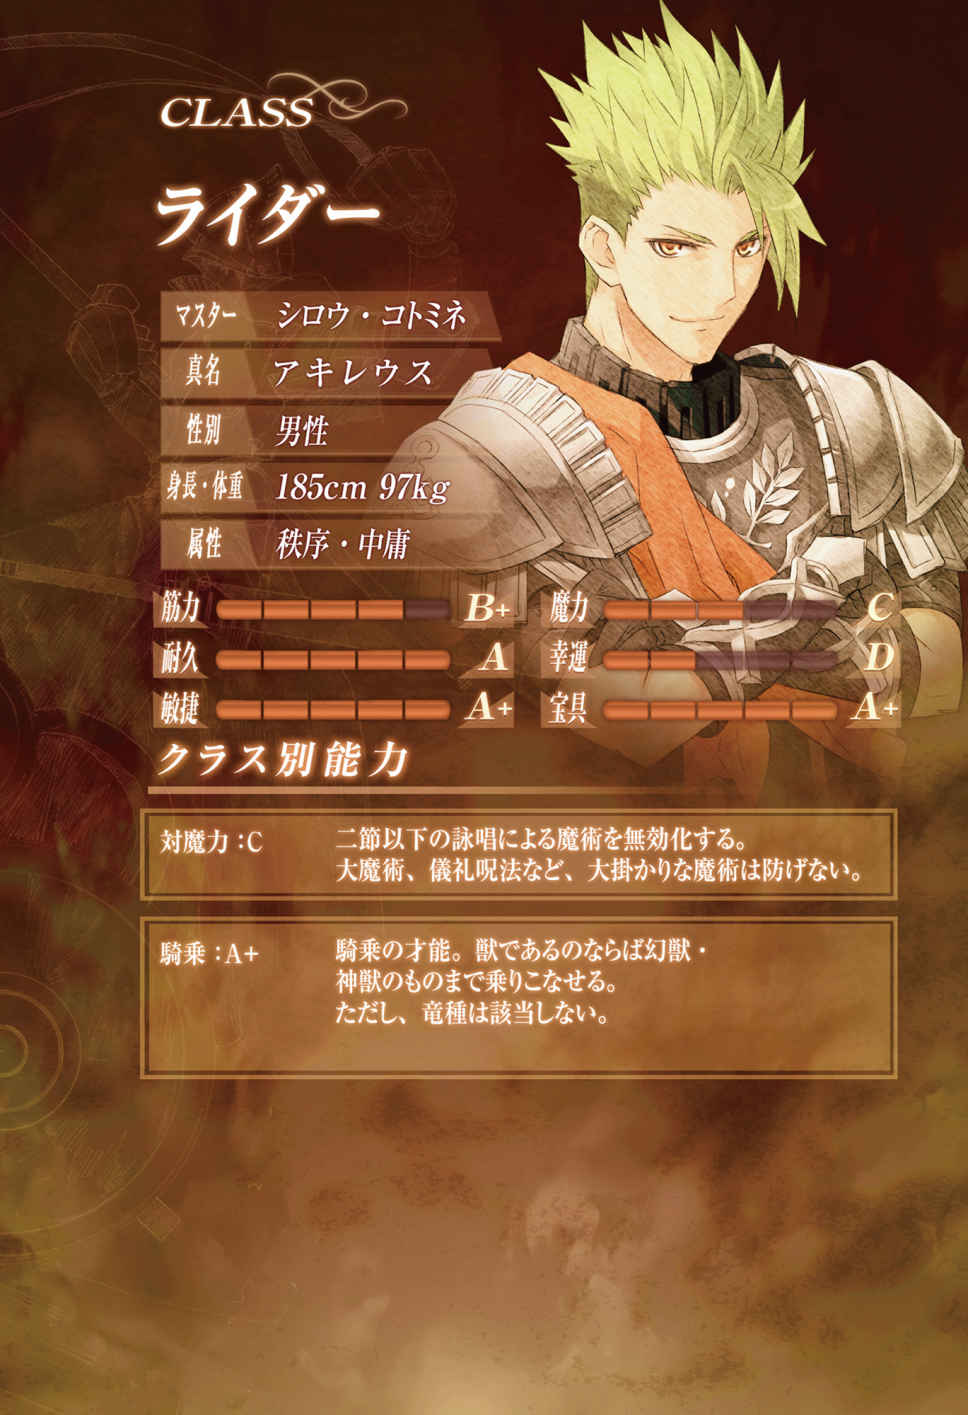 CLASS
ライダー
マスター シロウ・コトミネ
真名 アキレウス
性別 男性
身長・体重 185cm 97kg
属性 秩序・中庸
筋力 B+ 魔力 C
耐久 A 幸運 D
敏捷 A+ 宝具 A+
クラス別能力
対魔力:C 二節以下の詠唱による魔術を無効化する。
大魔術、儀礼呪法など、大掛かりな魔術は防げない。
騎乗:A+ 騎乗の才能。獣であるのならば幻獣・
神獣のものまで乗りこなせる。
ただし、竜種は該当しない。